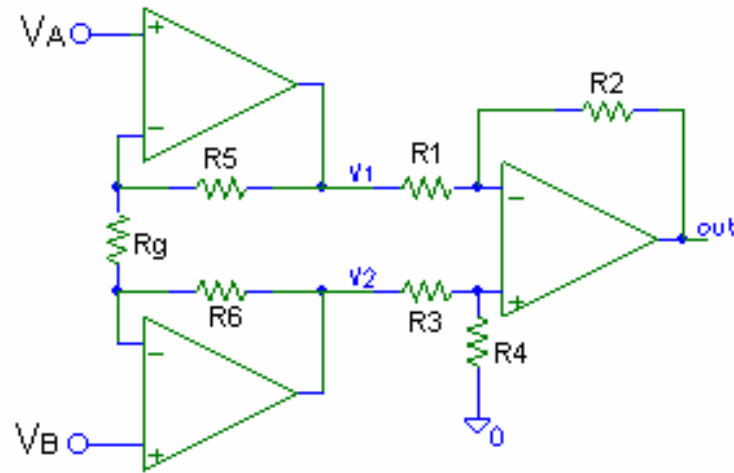 VA
+
R2
−
R5
V1
R1
−
Rg
out
V2
+
R6
R3
−
R4
VB
+
0